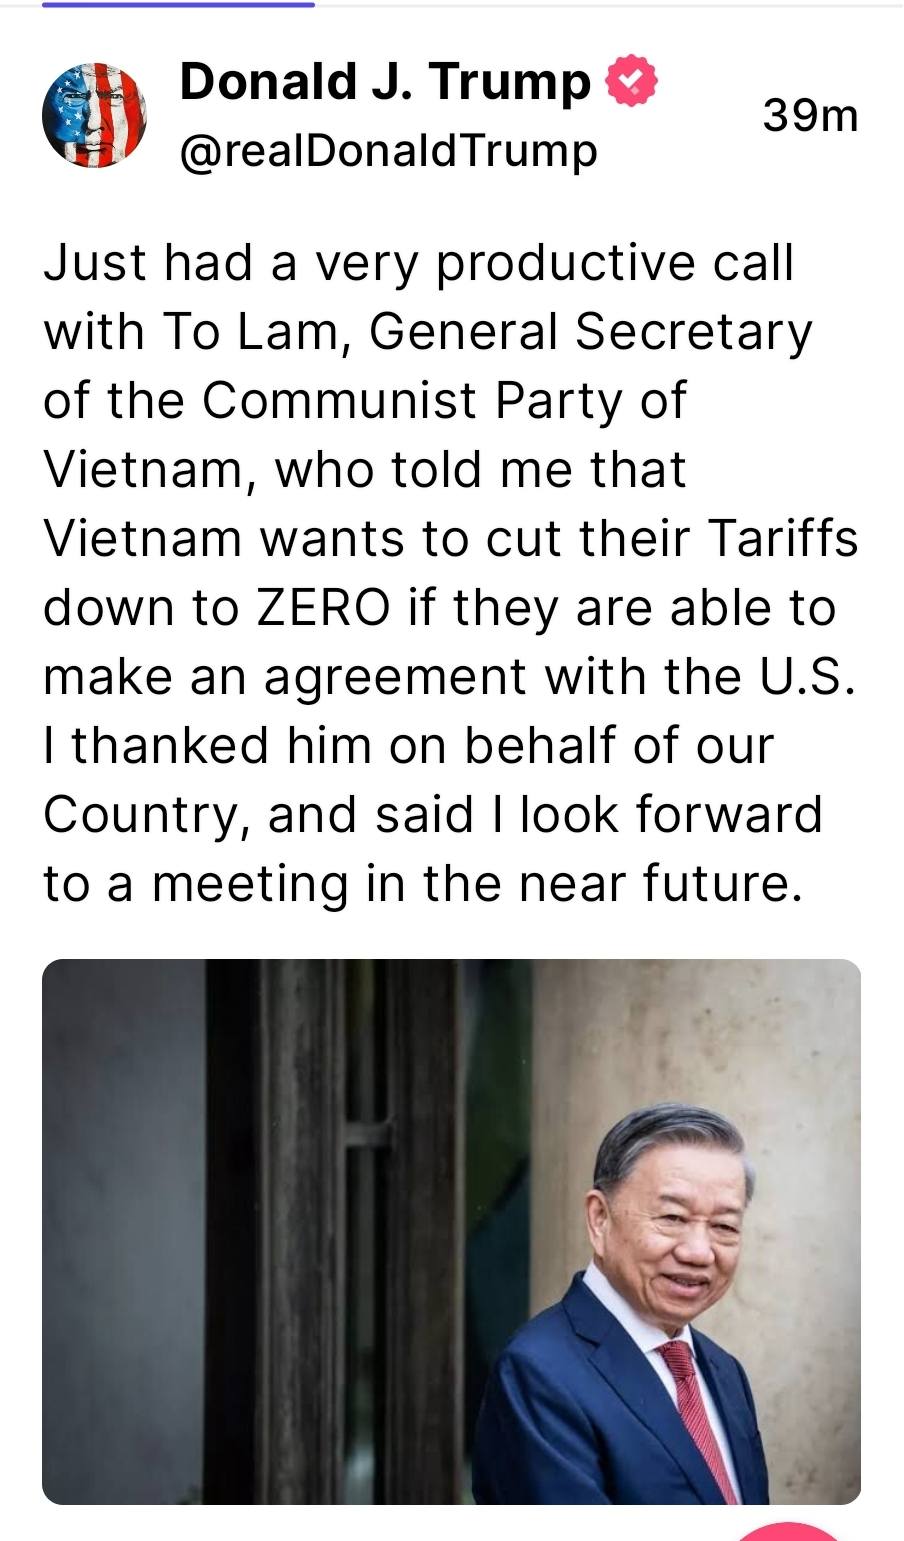 Donald J. Trump
39m
@realDonaldTrump
Just had a very productive call
with To Lam, General Secretary
of the Communist Party of
Vietnam, who told me that
Vietnam wants to cut their Tariffs
down to ZERO if they are able to
make an agreement with the U.S.
I thanked him on behalf of our
Country, and said I look forward
to a meeting in the near future.